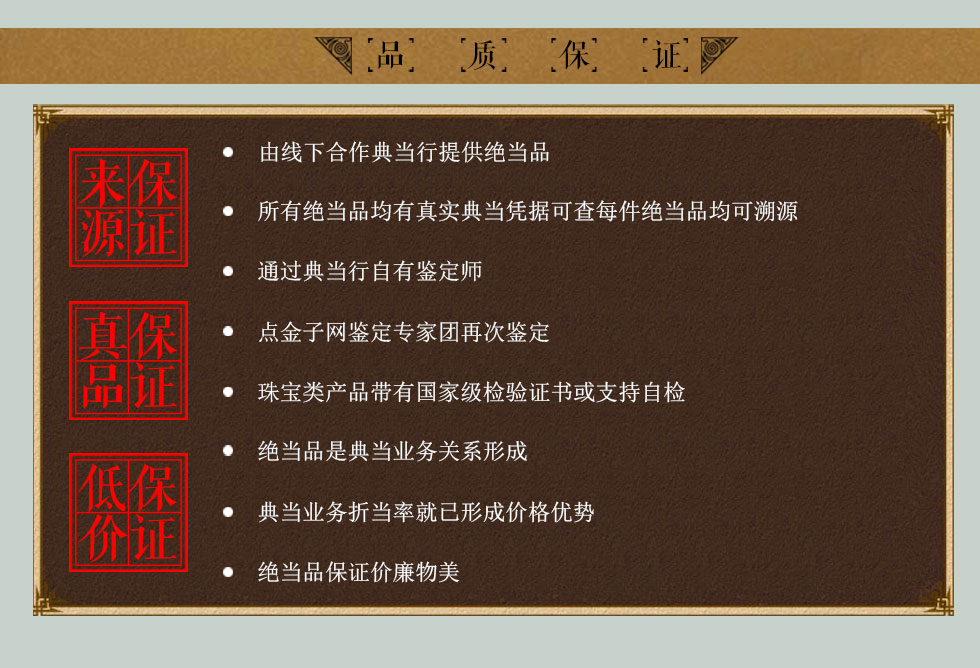 品 质 保 证
来保
源证
由线下合作典当行提供绝当品
所有绝当品均有真实典当凭据可查每件绝当品均可溯源
通过典当行自有鉴定师
真保
品证
点金子网鉴定专家团再次鉴定
珠宝类产品带有国家级检验证书或支持自检
绝当品是典当业务关系形成
低保
价证
典当业务折当率就已形成价格优势
绝当品保证价廉物美